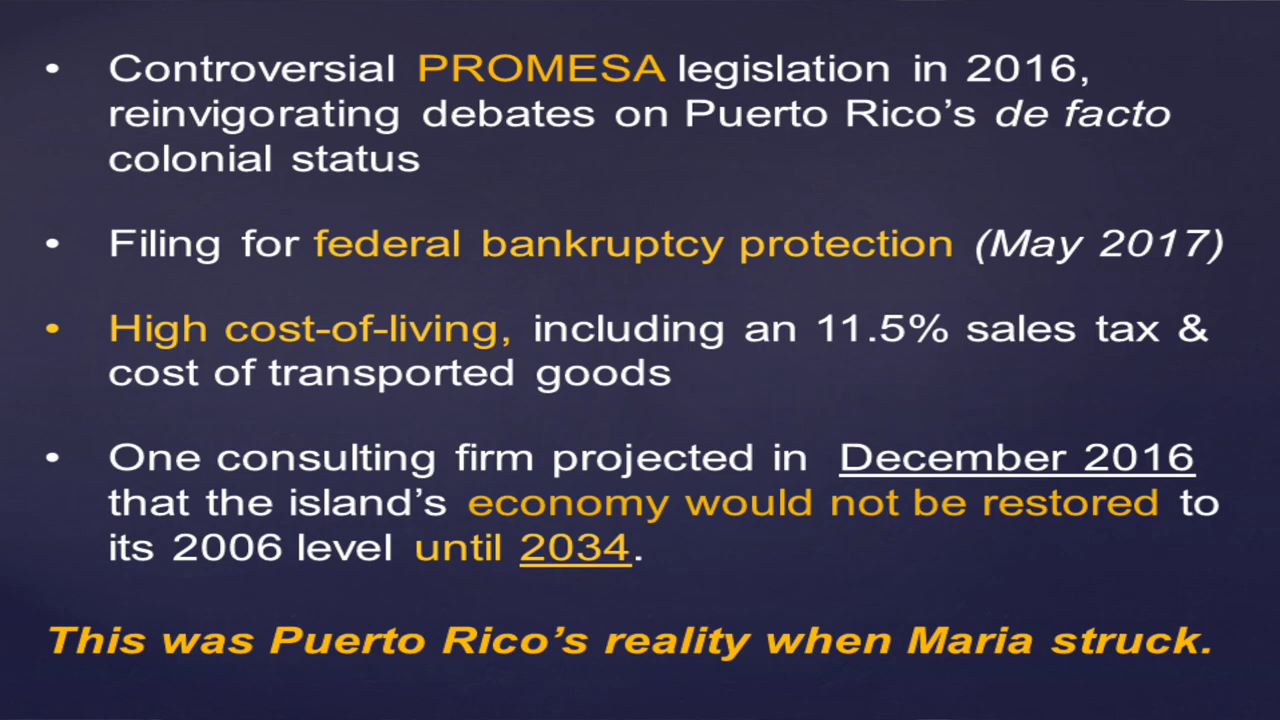 • Controversial PROMESA legislation in 2016,
reinvigorating debates on Puerto Rico’s de facto
colonial status
• Filing for federal bankruptcy protection (May 2017)
• High cost-of-living, including an 11.5% sales tax &
cost of transported goods
• One consulting firm projected in December 2016
that the island’s economy would not be restored to
its 2006 level until 2034.
This was Puerto Rico’s reality when Maria struck.